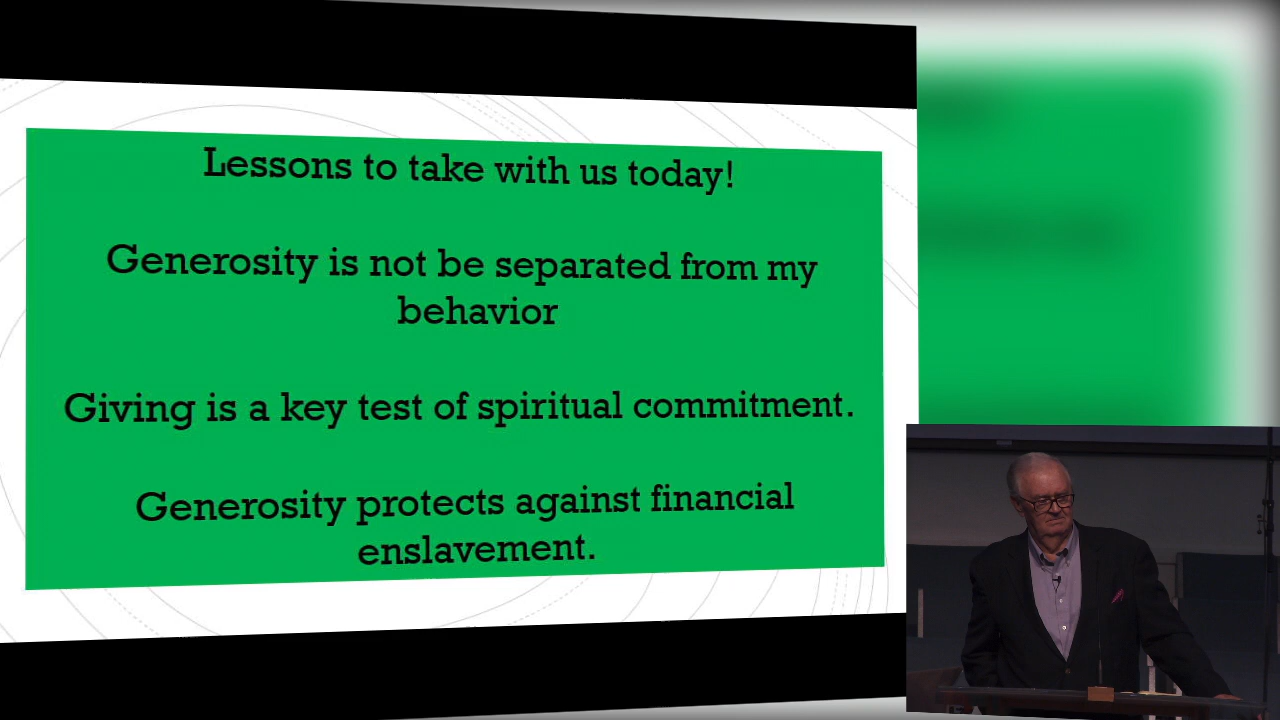 Lessons to take with us today!
Generosity is not be separated from my
behavior
Giving is a key test of spiritual commitment.
Generosity protects against financial
enslavement.